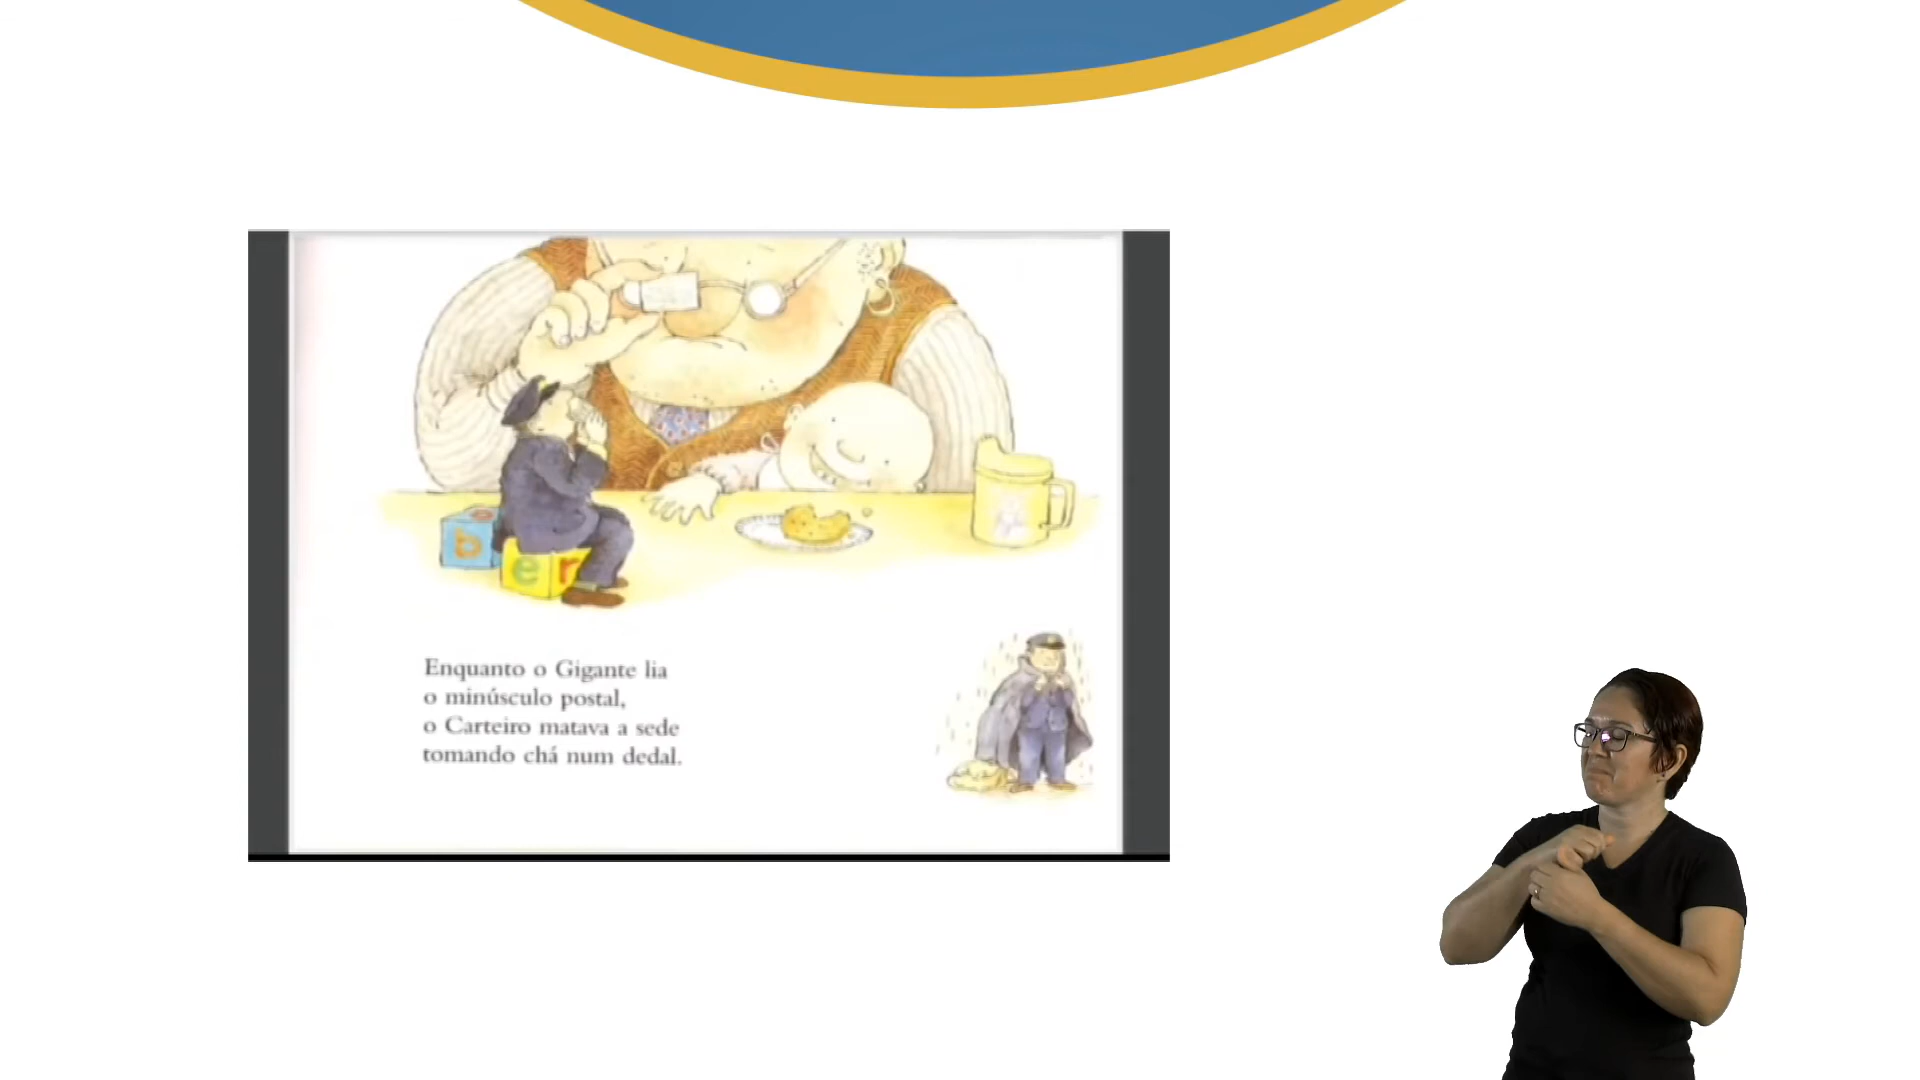 b
e r
Enquanto o Gigante lia
o minúsculo postal,
o Carteiro matava a sede
tomando chá num dedal.